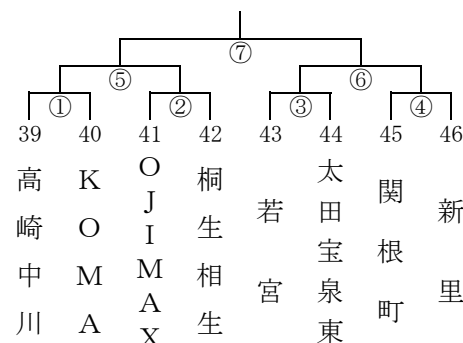 ⑦
⑤ ⑥
① ② ③ ④
39 40 41 42 43 44 45 46
高崎中川
KOMA
OJIMAX
桐生相生
若宮
太田宝泉東
関根町
新里